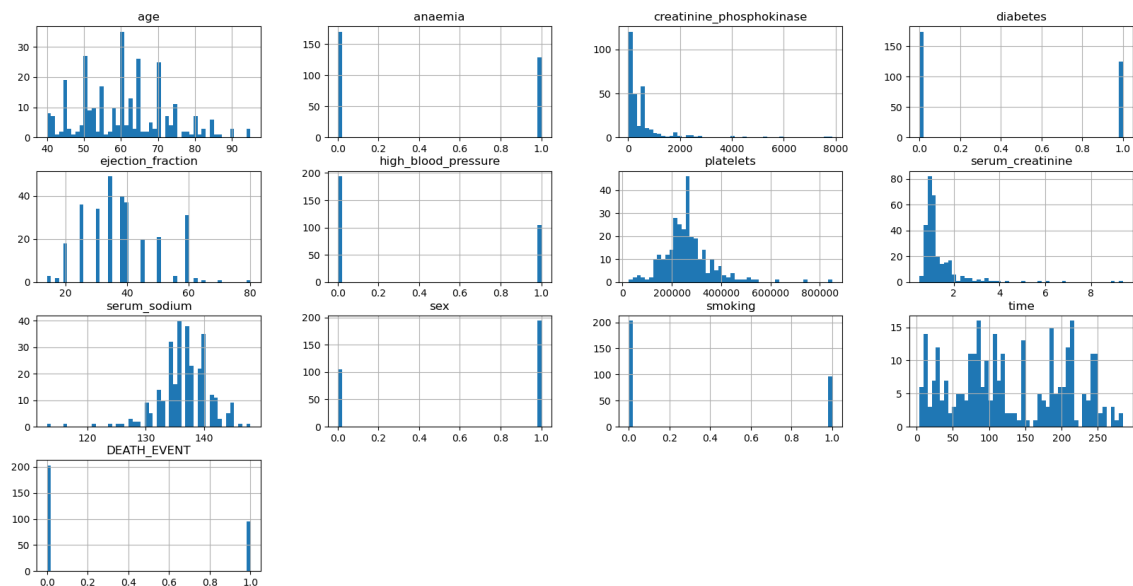 age
30
20
10
0
40 50 60 70 80 90
anaemia
150
100
50
0
0.0 0.2 0.4 0.6 0.8 1.0
creatinine_phosphokinase
100
50
0
0 2000 4000 6000 8000
diabetes
150
100
50
0
0.0 0.2 0.4 0.6 0.8 1.0
ejection_fraction
40
20
0
20 40 60 80
high_blood_pressure
200
150
100
50
0
0.0 0.2 0.4 0.6 0.8 1.0
platelets
40
30
20
10
0
0 200000 400000 600000 800000
serum_creatinine
80
60
40
20
0
2 4 6 8
serum_sodium
40
30
20
10
0
120 130 140
sex
200
150
100
50
0
0.0 0.2 0.4 0.6 0.8 1.0
smoking
200
150
100
50
0
0.0 0.2 0.4 0.6 0.8 1.0
time
15
10
5
0
0 50 100 150 200 250
DEATH_EVENT
200
150
100
50
0
0.0 0.2 0.4 0.6 0.8 1.0